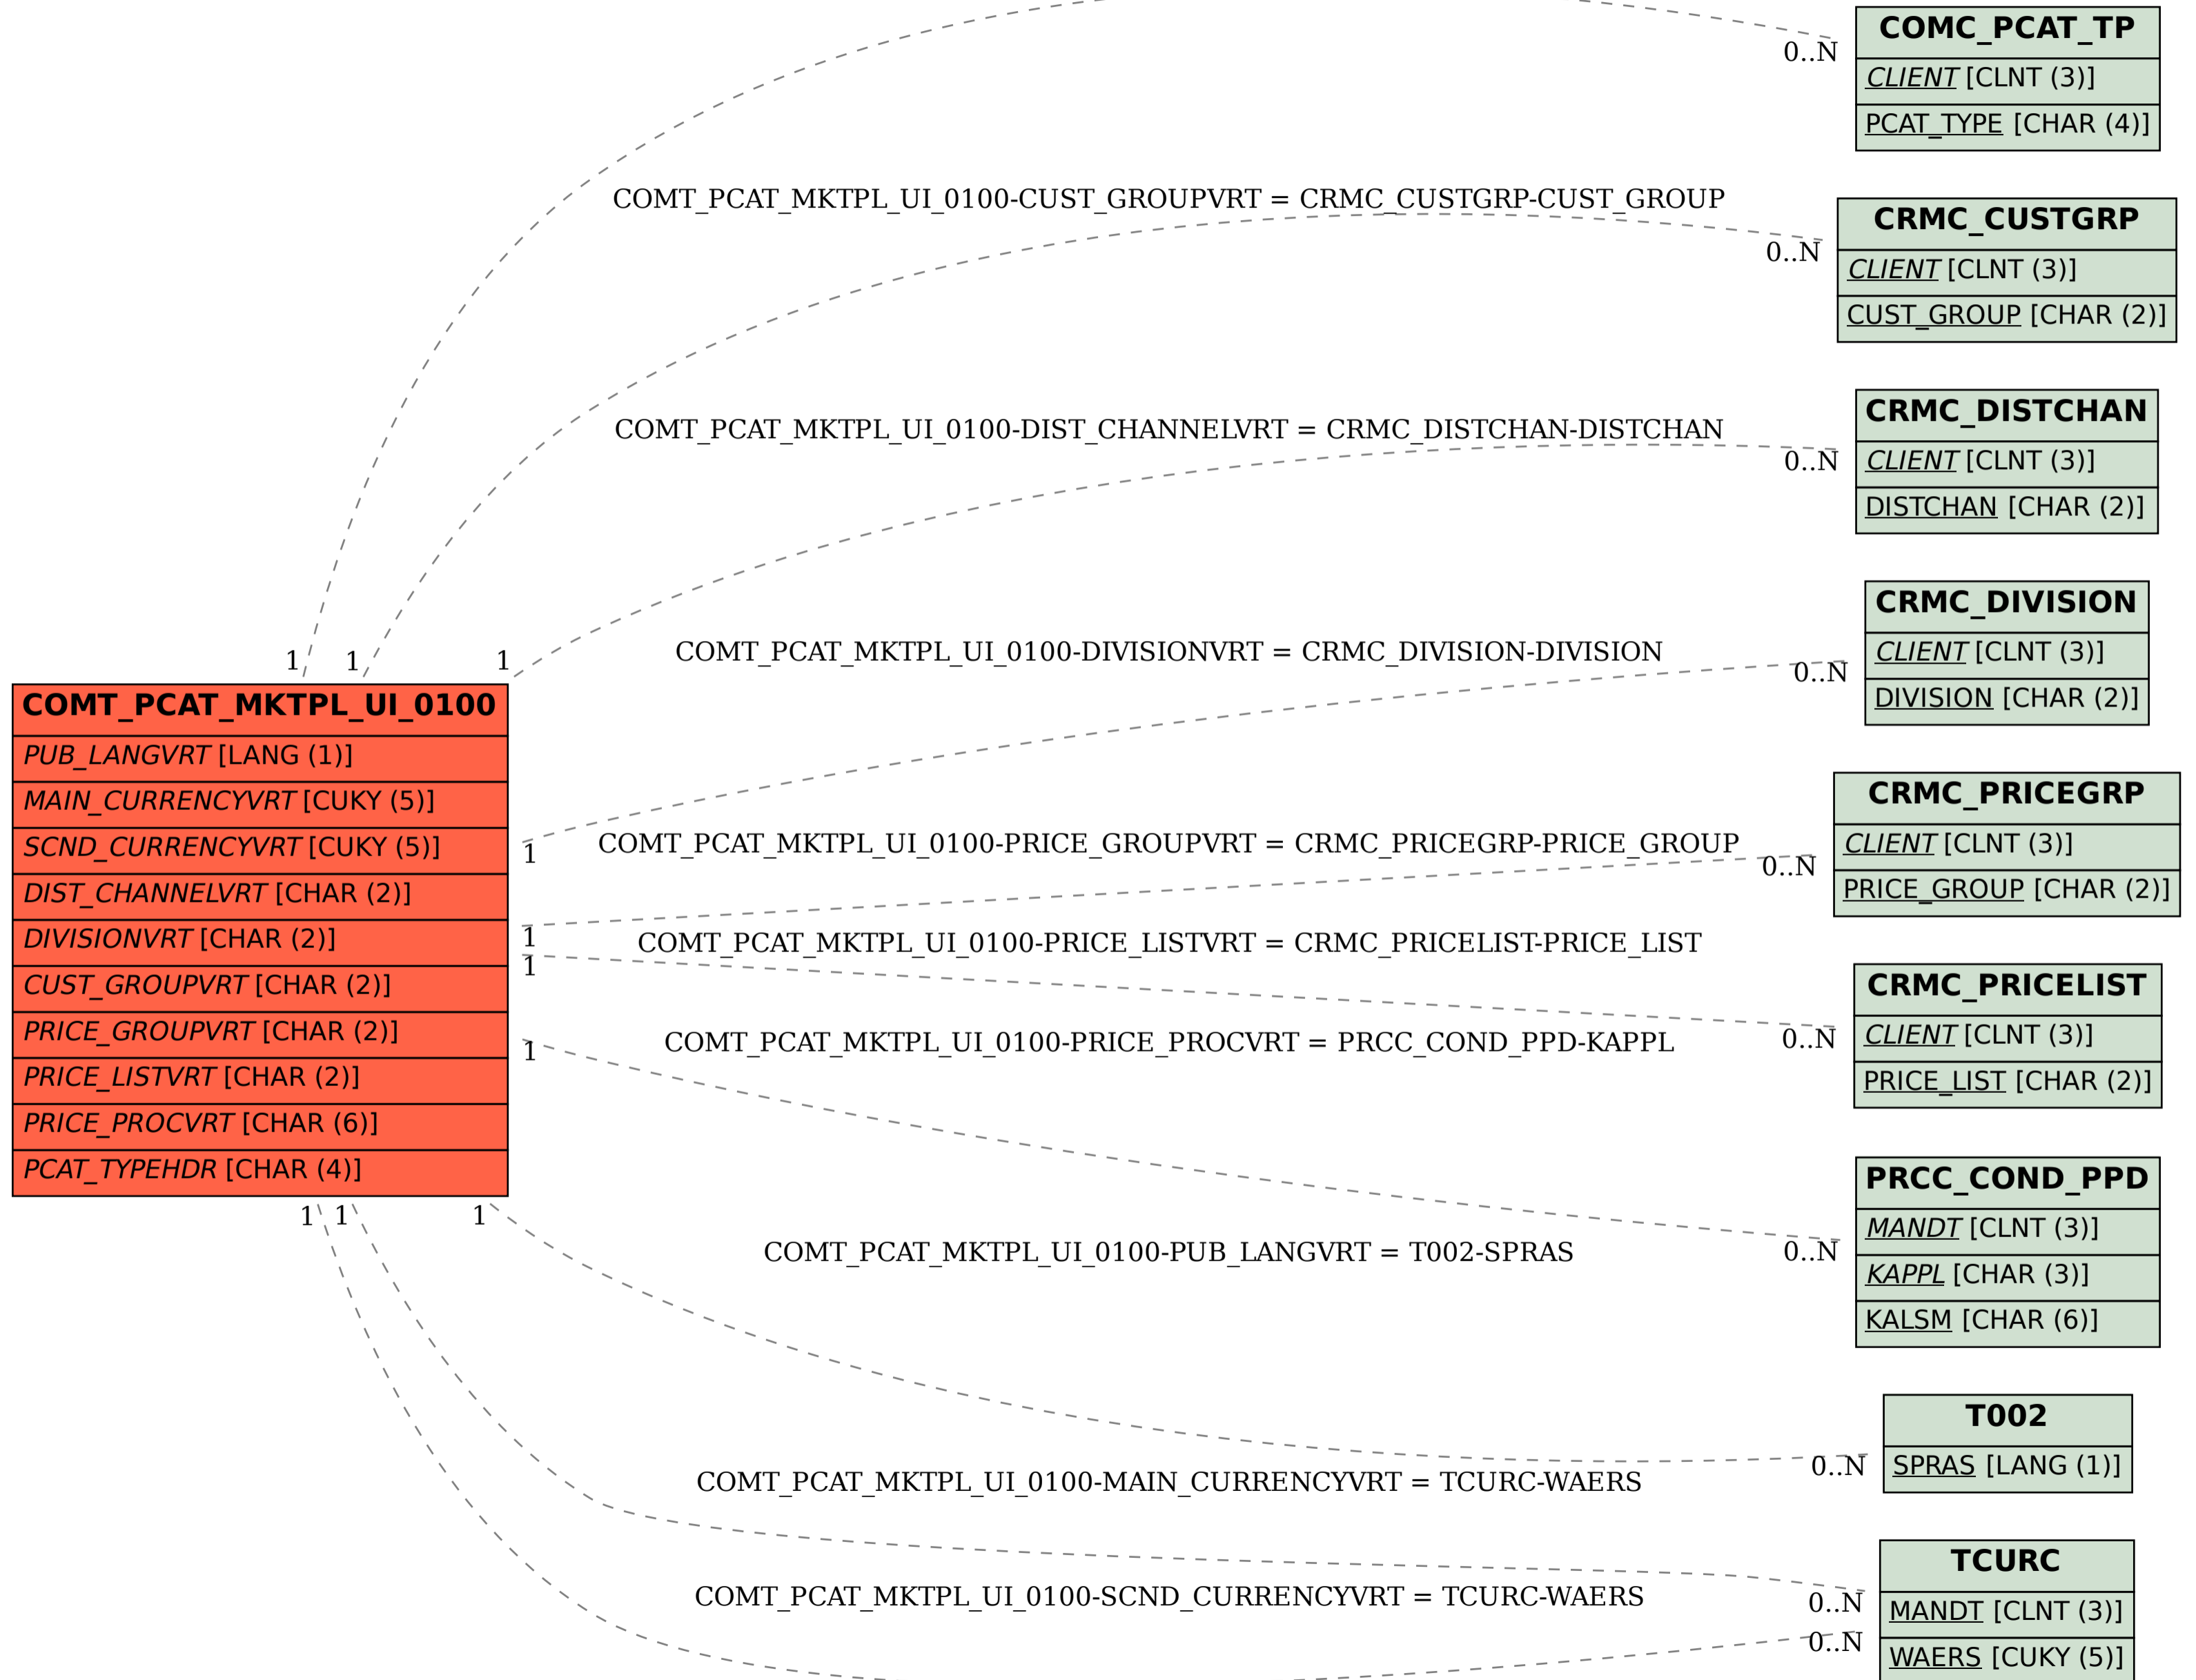 COMC_PCAT_TP
0..N
CLIENT [CLNT (3)]
PCAT_TYPE [CHAR (4)]
COMT_PCAT_MKTPL_UI_0100-CUST_GROUPVRT = CRMC_CUSTGRP-CUST_GROUP
CRMC_CUSTGRP
0..N
CLIENT [CLNT (3)]
CUST_GROUP [CHAR (2)]
COMT_PCAT_MKTPL_UI_0100-DIST_CHANNELVRT = CRMC_DISTCHAN-DISTCHAN
CRMC_DISTCHAN
0..N
CLIENT [CLNT (3)]
DISTCHAN [CHAR (2)]
COMT_PCAT_MKTPL_UI_0100-DIVISIONVRT = CRMC_DIVISION-DIVISION
CRMC_DIVISION
0..N
CLIENT [CLNT (3)]
DIVISION [CHAR (2)]
1
1
1
COMT_PCAT_MKTPL_UI_0100
PUB_LANGVRT [LANG (1)]
MAIN_CURRENCYVRT [CUKY (5)]
SCND_CURRENCYVRT [CUKY (5)]
DIST_CHANNELVRT [CHAR (2)]
DIVISIONVRT [CHAR (2)]
CUST_GROUPVRT [CHAR (2)]
PRICE_GROUPVRT [CHAR (2)]
PRICE_LISTVRT [CHAR (2)]
PRICE_PROCVRT [CHAR (6)]
PCAT_TYPEHDR [CHAR (4)]
1
1
1
1
1
1
1
COMT_PCAT_MKTPL_UI_0100-PRICE_GROUPVRT = CRMC_PRICEGRP-PRICE_GROUP
CRMC_PRICEGRP
0..N
CLIENT [CLNT (3)]
PRICE_GROUP [CHAR (2)]
COMT_PCAT_MKTPL_UI_0100-PRICE_LISTVRT = CRMC_PRICELIST-PRICE_LIST
CRMC_PRICELIST
0..N
CLIENT [CLNT (3)]
PRICE_LIST [CHAR (2)]
COMT_PCAT_MKTPL_UI_0100-PRICE_PROCVRT = PRCC_COND_PPD-KAPPL
PRCC_COND_PPD
0..N
MANDT [CLNT (3)]
KAPPL [CHAR (3)]
KALSM [CHAR (6)]
COMT_PCAT_MKTPL_UI_0100-PUB_LANGVRT = T002-SPRAS
T002
0..N
SPRAS [LANG (1)]
COMT_PCAT_MKTPL_UI_0100-MAIN_CURRENCYVRT = TCURC-WAERS
TCURC
0..N
MANDT [CLNT (3)]
COMT_PCAT_MKTPL_UI_0100-SCND_CURRENCYVRT = TCURC-WAERS
0..N
WAERS [CUKY (5)]